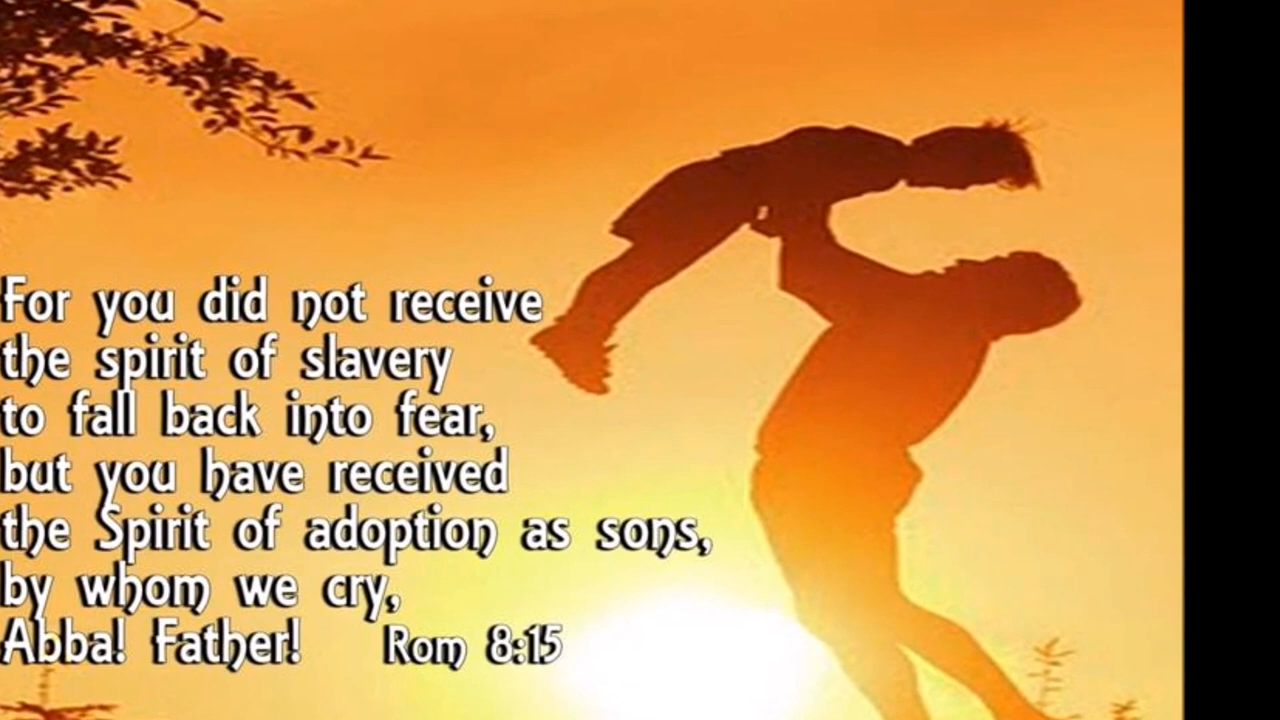 For you did not receive
the spirit of slavery
to fall back into fear,
but you have received
the Spirit of adoption as sons,
by whom we cry,
Abba! Father! Rom 8:15